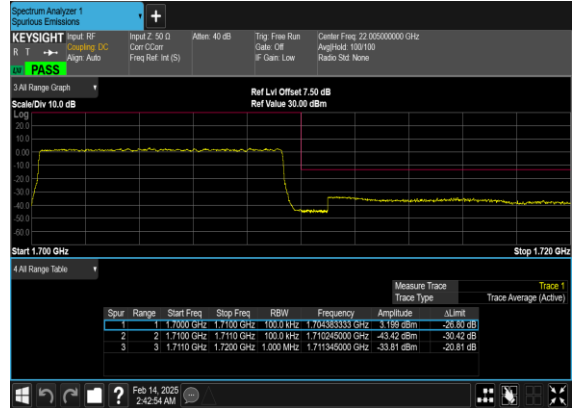 Spectrum Analyzer 1
Spurious Emissions
+
KEYSIGHT Input: RF Input Z: 50 Ω Atten: 40 dB Trig: Free Run Center Freq: 22.005000000 GHz
R T Coupling: DC Corr CCorr Gate: Off Avg|Hold: 100/100
Align: Auto Freq Ref: Int (S) IF Gain: Low Radio Std: None
PASS
3 All Range Graph
Ref Lvl Offset 7.50 dB
Scale/Div 10.0 dB Ref Value 30.00 dBm
Log
20.0
10.0
0.00
-10.0
-20.0
-30.0
-40.0
-50.0
-60.0
Start 1.700 GHz Stop 1.720 GHz
4 All Range Table
Measure Trace Trace 1
Trace Type Trace Average (Active)
Spur Range Start Freq Stop Freq RBW Frequency Amplitude ΔLimit
1 1 1.7000 GHz 1.7100 GHz 100.0 kHz 1.704383333 GHz 3.199 dBm -26.80 dB
2 2 1.7100 GHz 1.7110 GHz 100.0 kHz 1.710245000 GHz -43.42 dBm -30.42 dB
3 3 1.7110 GHz 1.7200 GHz 1.000 MHz 1.711345000 GHz -33.81 dBm -20.81 dB
? Feb 14, 2025
2:42:54 AM